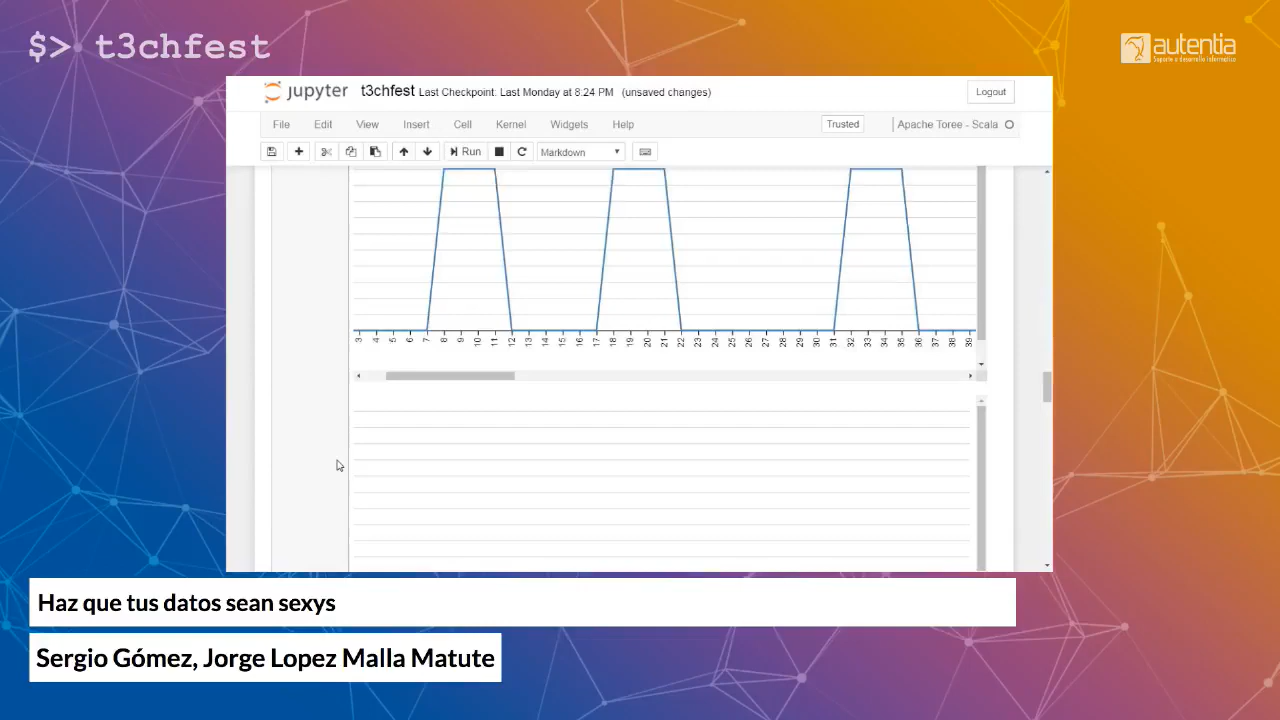 $> t3chfest
autentia
Soporte a desarrollo informático
jupyter t3chfest Last Checkpoint: Last Monday at 8:24 PM (unsaved changes)
Logout
File Edit View Insert Cell Kernel Widgets Help
Trusted
Apache Toree - Scala
Run
Markdown
3 4 5 6 7 8 9 10 11 12 13 14 15 16 17 18 19 20 21 22 23 24 25 26 27 28 29 30 31 32 33 34 35 36 37 38 39
Haz que tus datos sean sexys
Sergio Gómez, Jorge Lopez Malla Matute